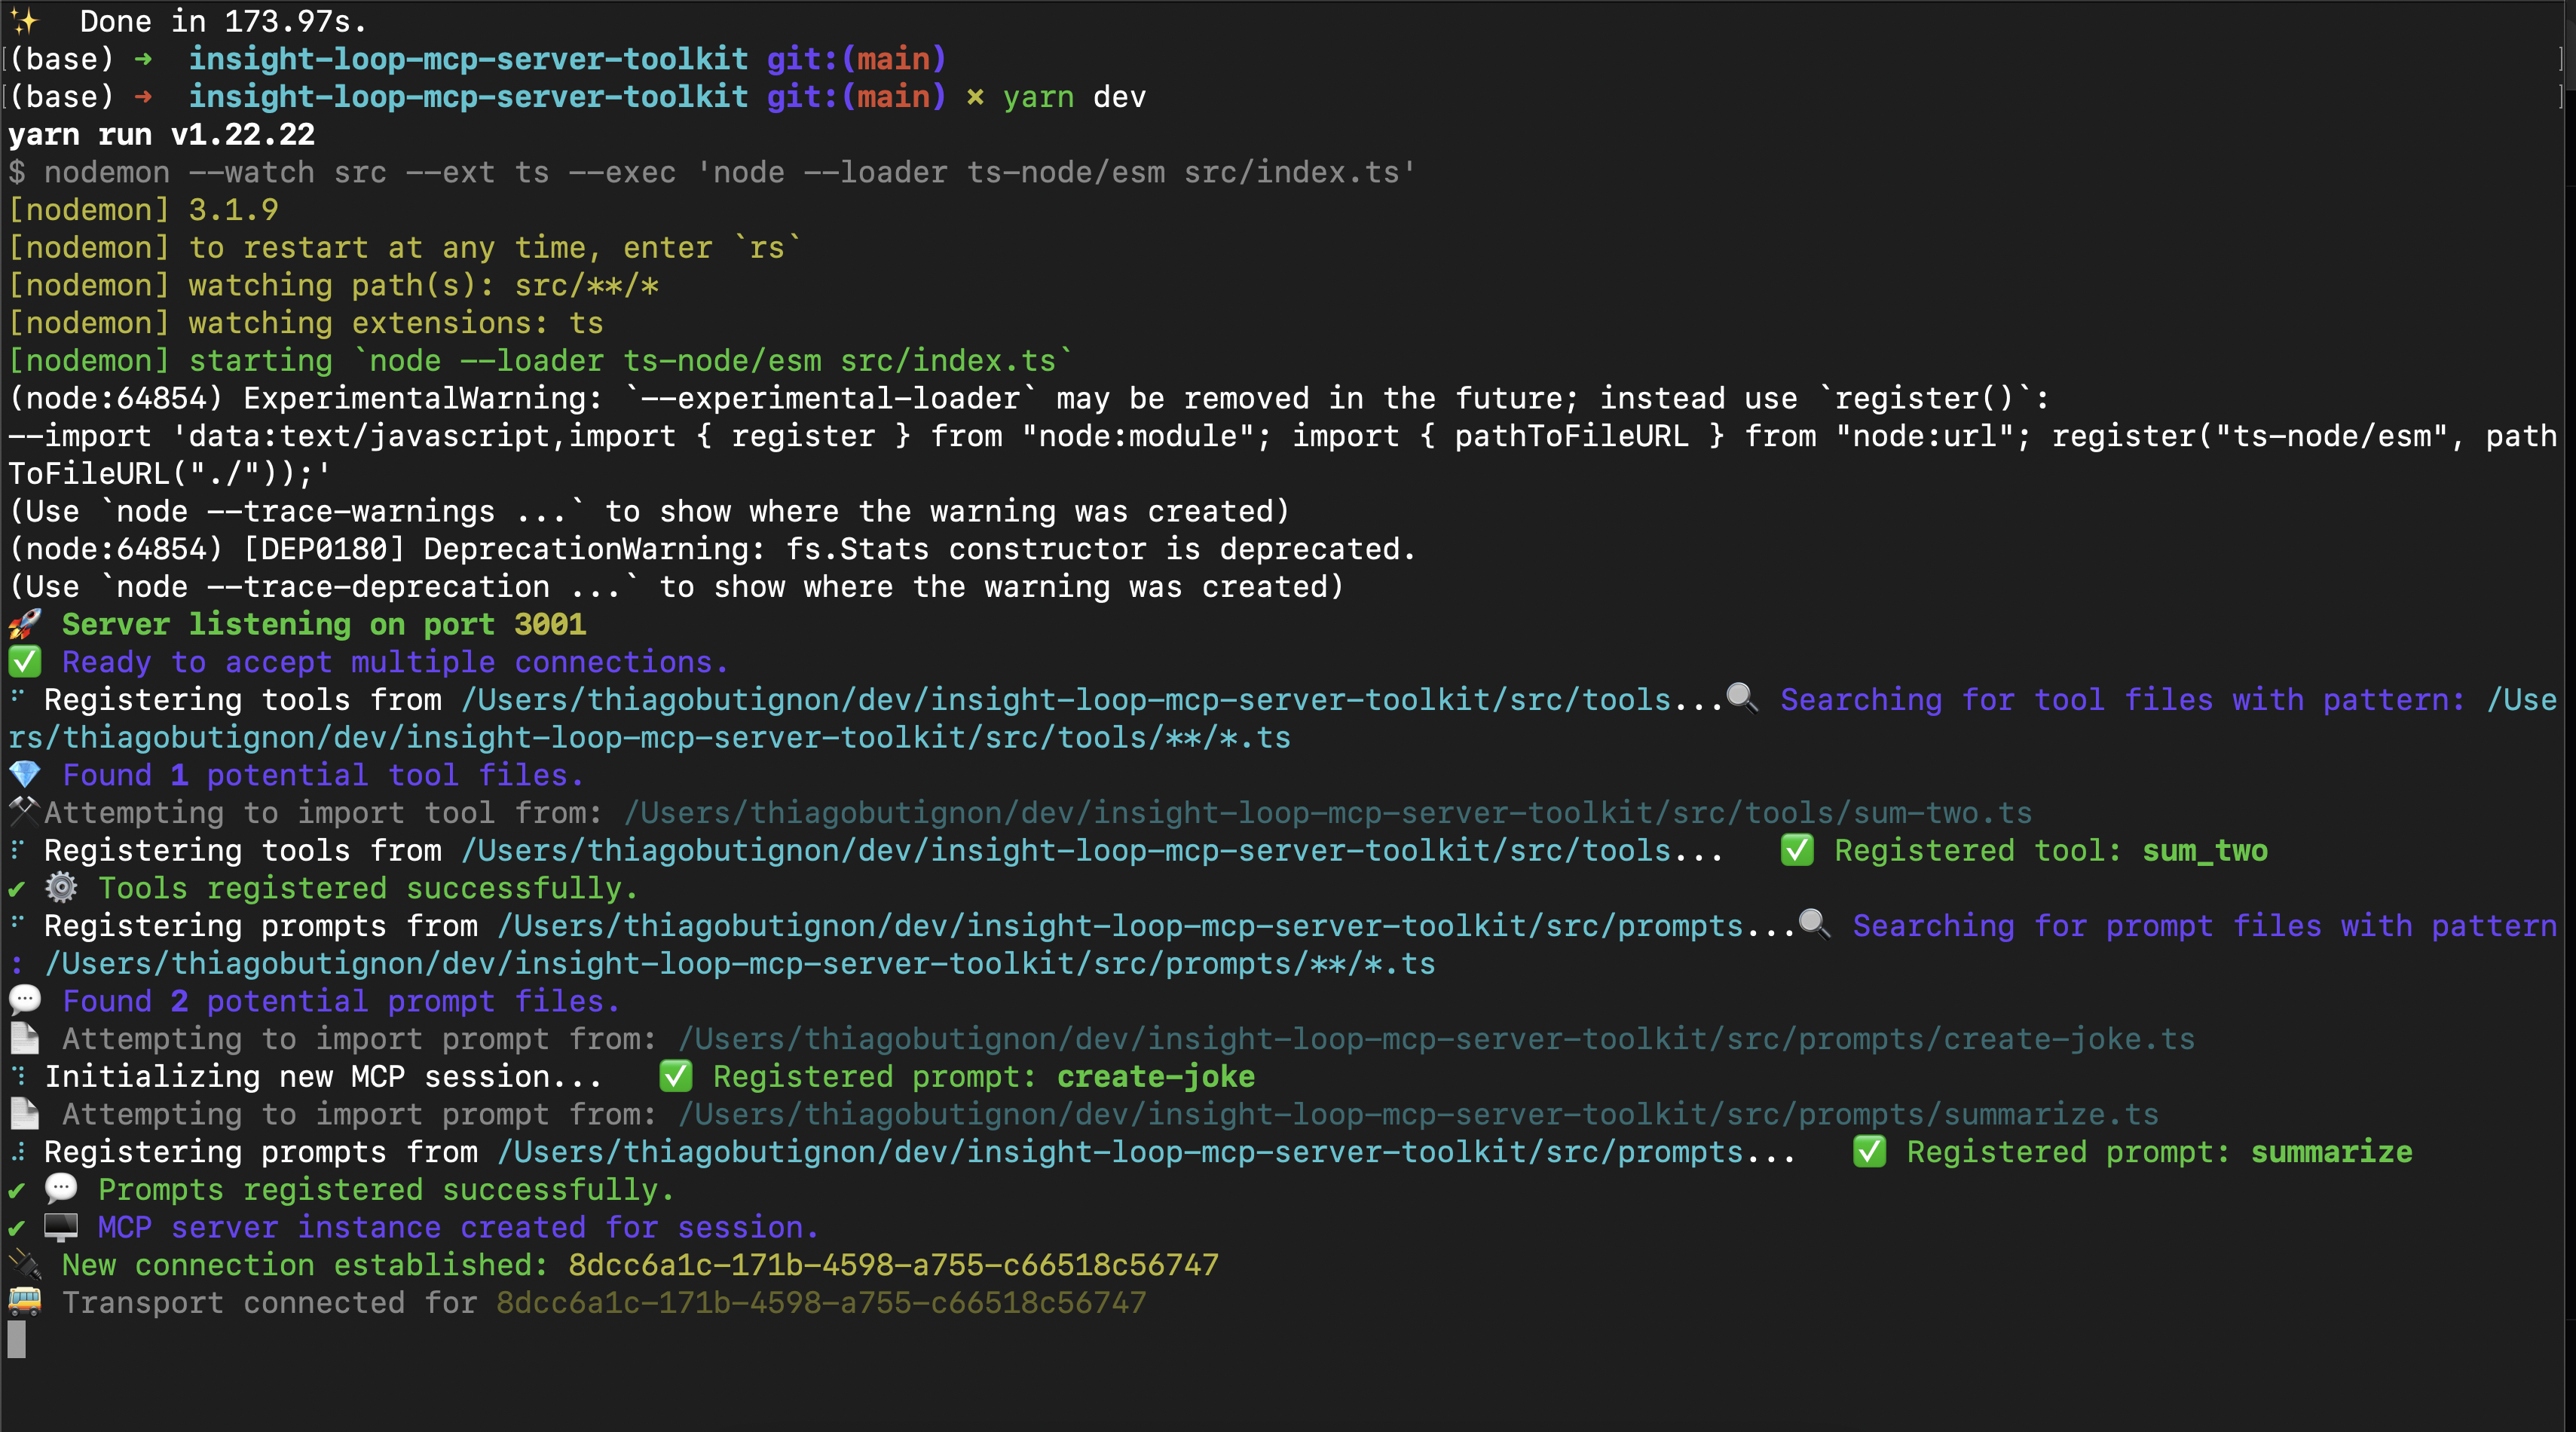 ✨  Done in 173.97s.
[(base) ➜  insight-loop-mcp-server-toolkit git:(main) ]
[(base) ➜  insight-loop-mcp-server-toolkit git:(main) ✗ yarn dev ]
yarn run v1.22.22
$ nodemon --watch src --ext ts --exec 'node --loader ts-node/esm src/index.ts'
[nodemon] 3.1.9
[nodemon] to restart at any time, enter `rs`
[nodemon] watching path(s): src/**/*
[nodemon] watching extensions: ts
[nodemon] starting `node --loader ts-node/esm src/index.ts`
(node:64854) ExperimentalWarning: `--experimental-loader` may be removed in the future; instead use `register()`:
--import 'data:text/javascript,import { register } from "node:module"; import { pathToFileURL } from "node:url"; register("ts-node/esm", path
ToFileURL("./"));'
(Use `node --trace-warnings ...` to show where the warning was created)
(node:64854) [DEP0180] DeprecationWarning: fs.Stats constructor is deprecated.
(Use `node --trace-deprecation ...` to show where the warning was created)
🚀 Server listening on port 3001
✅ Ready to accept multiple connections.
⠋ Registering tools from /Users/thiagobutignon/dev/insight-loop-mcp-server-toolkit/src/tools...🔍 Searching for tool files with pattern: /Use
rs/thiagobutignon/dev/insight-loop-mcp-server-toolkit/src/tools/**/*.ts
💎 Found 1 potential tool files.
⚒️Attempting to import tool from: /Users/thiagobutignon/dev/insight-loop-mcp-server-toolkit/src/tools/sum-two.ts
⠏ Registering tools from /Users/thiagobutignon/dev/insight-loop-mcp-server-toolkit/src/tools...   ✅ Registered tool: sum_two
✔ ⚙️ Tools registered successfully.
⠋ Registering prompts from /Users/thiagobutignon/dev/insight-loop-mcp-server-toolkit/src/prompts...🔍 Searching for prompt files with pattern
: /Users/thiagobutignon/dev/insight-loop-mcp-server-toolkit/src/prompts/**/*.ts
💬 Found 2 potential prompt files.
📄 Attempting to import prompt from: /Users/thiagobutignon/dev/insight-loop-mcp-server-toolkit/src/prompts/create-joke.ts
⠹ Initializing new MCP session...   ✅ Registered prompt: create-joke
📄 Attempting to import prompt from: /Users/thiagobutignon/dev/insight-loop-mcp-server-toolkit/src/prompts/summarize.ts
⠼ Registering prompts from /Users/thiagobutignon/dev/insight-loop-mcp-server-toolkit/src/prompts...   ✅ Registered prompt: summarize
✔ 💬 Prompts registered successfully.
✔ 🖥️ MCP server instance created for session.
🔌 New connection established: 8dcc6a1c-171b-4598-a755-c66518c56747
🚌 Transport connected for 8dcc6a1c-171b-4598-a755-c66518c56747